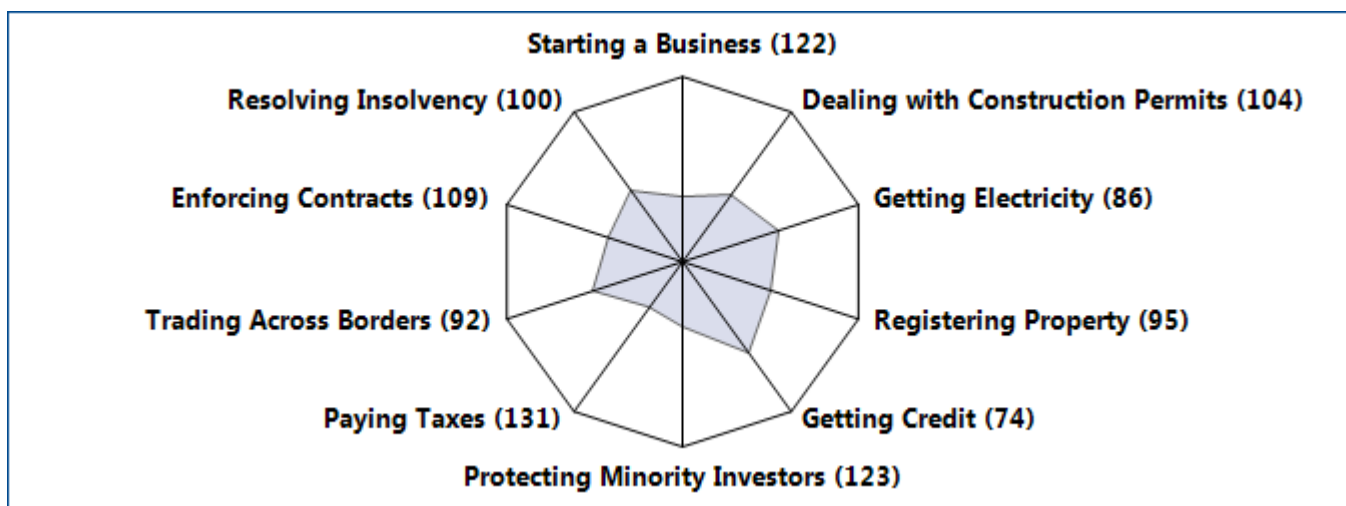 Starting a Business (122)
Resolving Insolvency (100)
Dealing with Construction Permits (104)
Enforcing Contracts (109)
Getting Electricity (86)
Trading Across Borders (92)
Registering Property (95)
Paying Taxes (131)
Getting Credit (74)
Protecting Minority Investors (123)